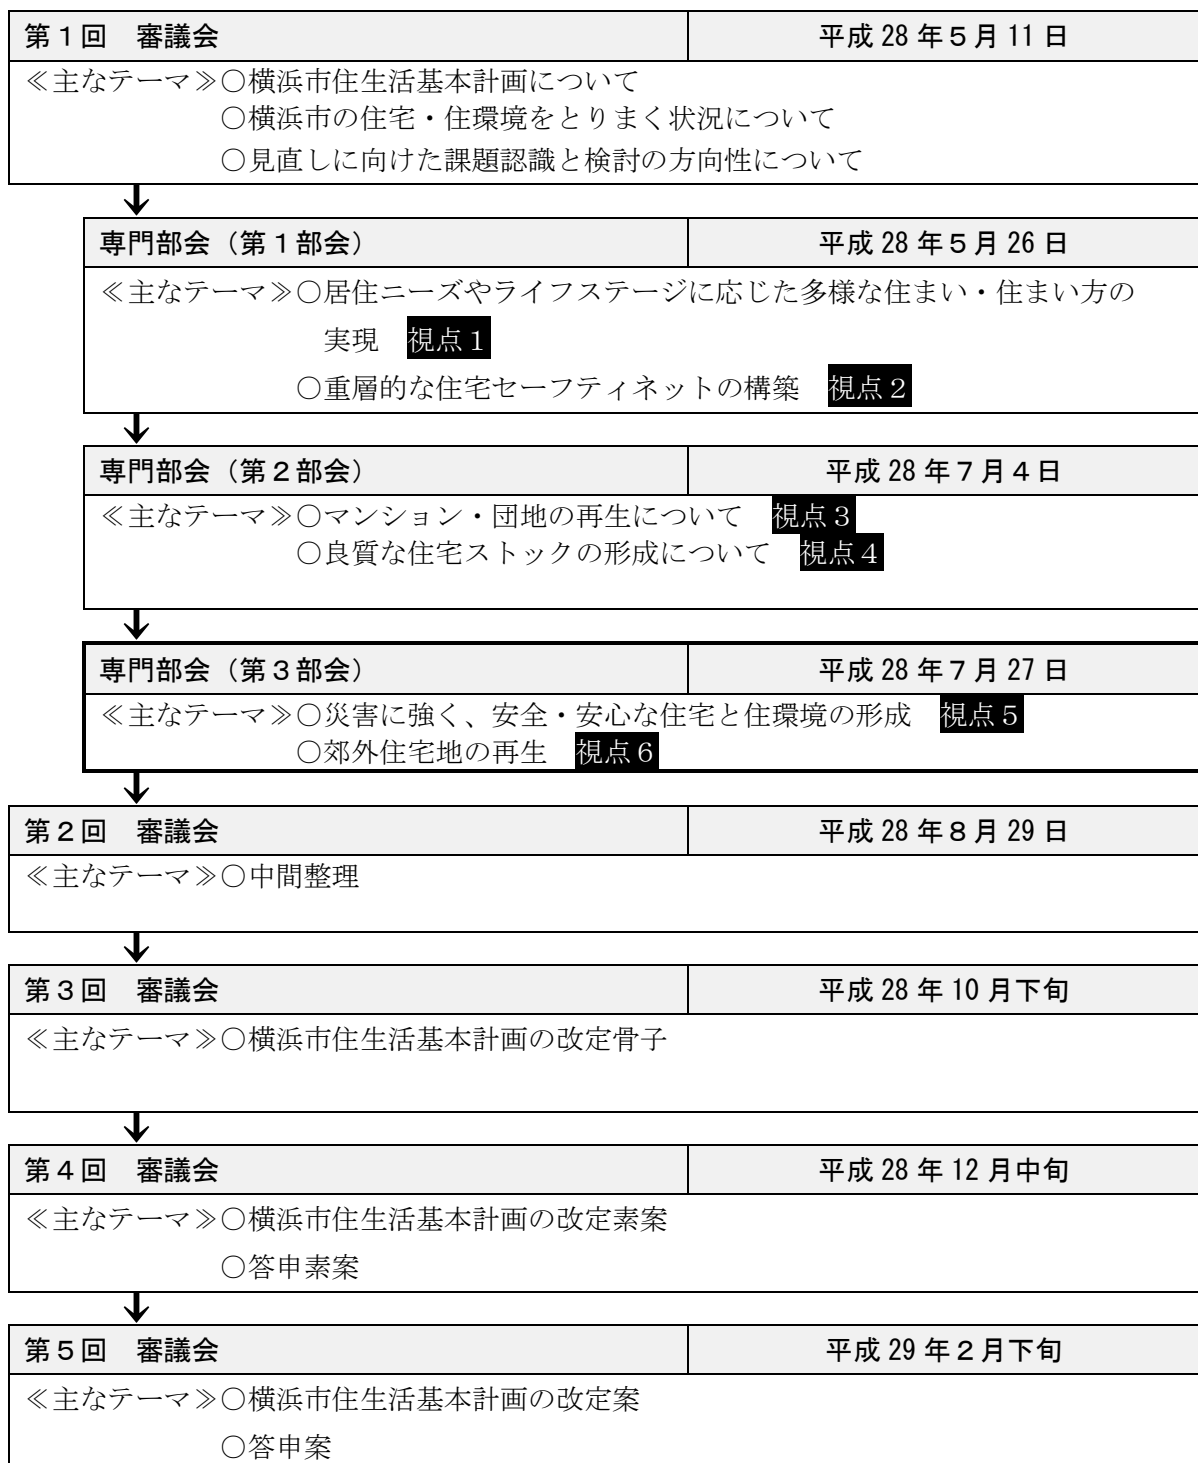 第１回　審議会　平成 28 年５月 11 日
≪主なテーマ≫○横浜市住生活基本計画について
○横浜市の住宅・住環境をとりまく状況について
○見直しに向けた課題認識と検討の方向性について
専門部会（第１部会）　平成 28 年５月 26 日
≪主なテーマ≫○居住ニーズやライフステージに応じた多様な住まい・住まい方の
実現　視点１
○重層的な住宅セーフティネットの構築　視点２
専門部会（第２部会）　平成 28 年７月４日
≪主なテーマ≫○マンション・団地の再生について　視点３
○良質な住宅ストックの形成について　視点４
専門部会（第３部会）　平成 28 年７月 27 日
≪主なテーマ≫○災害に強く、安全・安心な住宅と住環境の形成　視点５
○郊外住宅地の再生　視点６
第２回　審議会　平成 28 年８月 29 日
≪主なテーマ≫○中間整理
第３回　審議会　平成 28 年 10 月下旬
≪主なテーマ≫○横浜市住生活基本計画の改定骨子
第４回　審議会　平成 28 年 12 月中旬
≪主なテーマ≫○横浜市住生活基本計画の改定素案
○答申素案
第５回　審議会　平成 29 年２月下旬
≪主なテーマ≫○横浜市住生活基本計画の改定案
○答申案